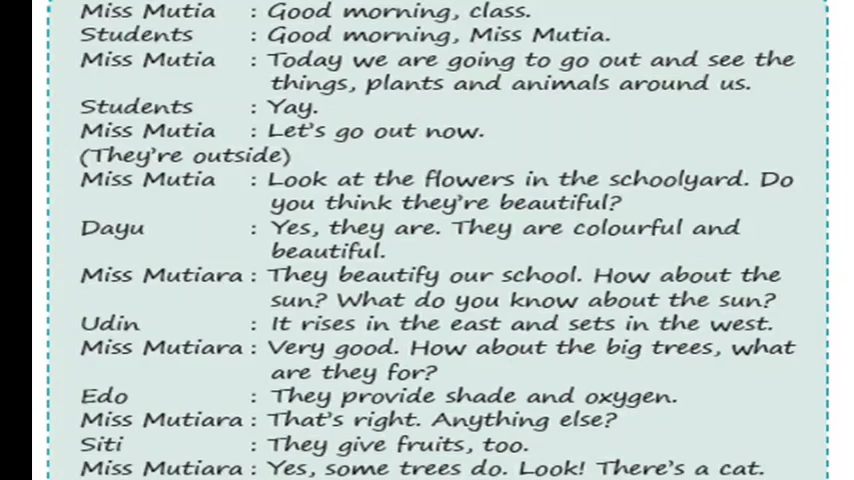 Miss Mutia : Good morning, class.
Students : Good morning, Miss Mutia.
Miss Mutia : Today we are going to go out and see the
things, plants and animals around us.
Students : Yay.
Miss Mutia : Let's go out now.
(They're outside)
Miss Mutia : Look at the flowers in the schoolyard. Do
you think they're beautiful?
Dayu : Yes, they are. They are colourful and
beautiful.
Miss Mutiara : They beautify our school. How about the
sun? What do you know about the sun?
Udin : It rises in the east and sets in the west.
Miss Mutiara : Very good. How about the big trees, what
are they for?
Edo : They provide shade and oxygen.
Miss Mutiara : That's right. Anything else?
Siti : They give fruits, too.
Miss Mutiara : Yes, some trees do. Look! There's a cat.